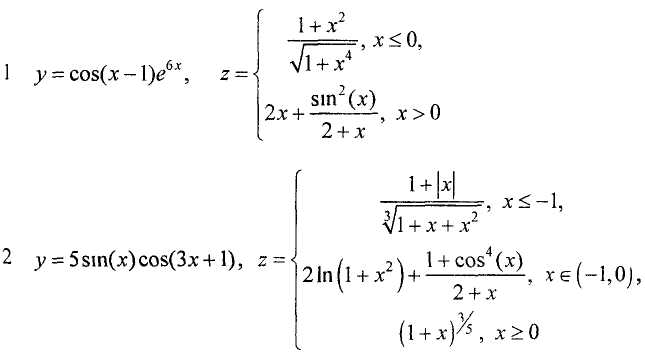 1 y = cos(x − 1)e^{6x}, z = { (1 + x²)/√(1 + x⁴), x ≤ 0,
2x + sin²(x)/(2 + x), x > 0
2 y = 5sin(x)cos(3x + 1), z = { (1 + |x|)/∛(1 + x + x²), x ≤ −1,
2ln(1 + x²) + (1 + cos⁴(x))/(2 + x), x ∈ (−1, 0),
(1 + x)^{3/5}, x ≥ 0